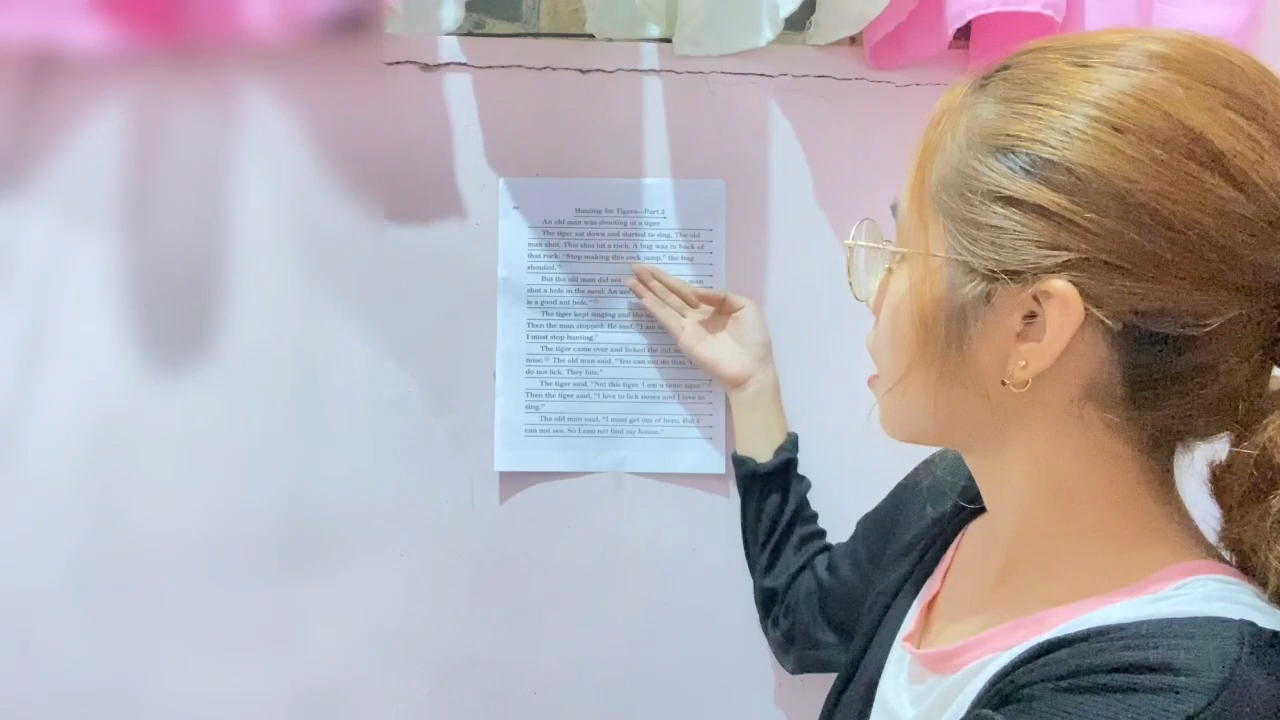 Hunting for Tigers—Part 2
An old man was shooting at a tiger.
The tiger sat down and started to sing. The old
man shot. This shot hit a rock. A bug was in back of
that rock. "Stop making this rock jump," the bug
shouted.
But the old man did not man
shot a hole in the sand. An
is a good ant hole."
The tiger kept singing and the
Then the man stopped. He said, "I am
I must stop hunting."
The tiger came over and licked the old
nose. The old man said, "You can not do that.
do not lick. They bite."
The tiger said, "Not this tiger. I am a tame tiger."
Then the tiger said, "I love to lick noses and I love to
sing."
The old man said, "I must get out of here. But I
can not see. So I can not find my house."